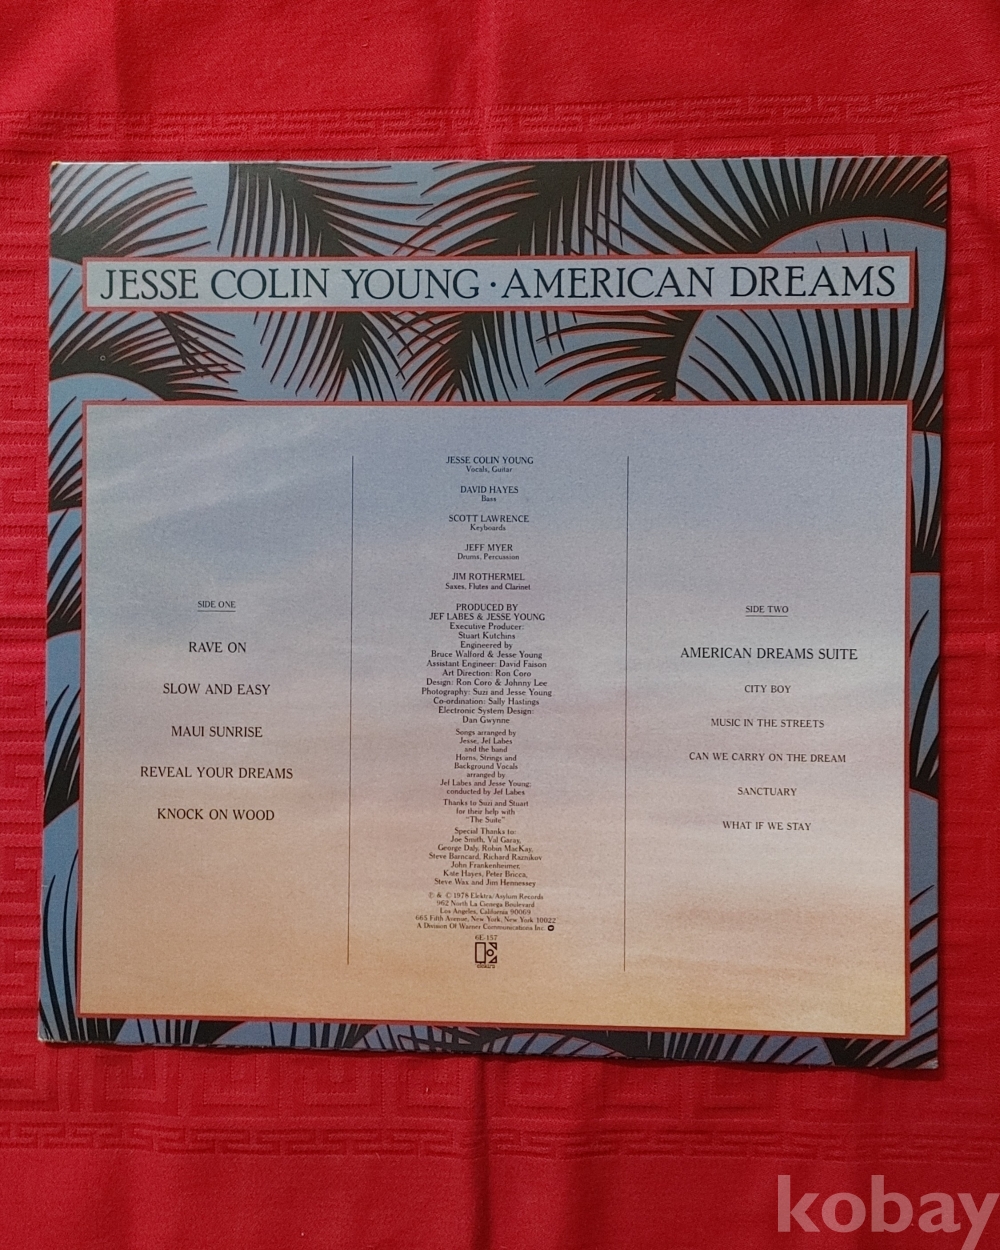 JESSE COLIN YOUNG · AMERICAN DREAMS
SIDE ONE
RAVE ON
SLOW AND EASY
MAUI SUNRISE
REVEAL YOUR DREAMS
KNOCK ON WOOD
JESSE COLIN YOUNG
Vocals, Guitar
DAVID HAYES
Bass
SCOTT LAWRENCE
Keyboards
JEFF MYER
Drums, Percussion
JIM ROTHERMEL
Saxes, Flutes and Clarinet
PRODUCED BY
JEF LABES & JESSE YOUNG
Executive Producer:
Stuart Kutchins
Engineered by
Bruce Walford & Jesse Young
Assistant Engineer: David Faison
Art Direction: Ron Coro
Design: Ron Coro & Johnny Lee
Photography: Suzi and Jesse Young
Co-ordination: Sally Hastings
Electronic System Design:
Dan Gwynne
Songs arranged by
Jesse, Jef Labes
and the band
Horns, Strings and
Background Vocals
arranged by
Jef Labes and Jesse Young:
conducted by Jef Labes
Thanks to Suzi and Stuart
for their help with
"The Suite"
Special Thanks to:
Joe Smith, Val Garay,
George Daly, Robin MacKay,
Steve Barncard, Richard Raznikov
John Frankenheimer,
Kate Hayes, Peter Bricca,
Steve Wax and Jim Hennessey
℗ & © 1978 Elektra/Asylum Records
962 North La Cienega Boulevard
Los Angeles, California 90069
665 Fifth Avenue, New York, New York 10022
A Division Of Warner Communications Inc.
6E-157
elektra
SIDE TWO
AMERICAN DREAMS SUITE
CITY BOY
MUSIC IN THE STREETS
CAN WE CARRY ON THE DREAM
SANCTUARY
WHAT IF WE STAY
kobay